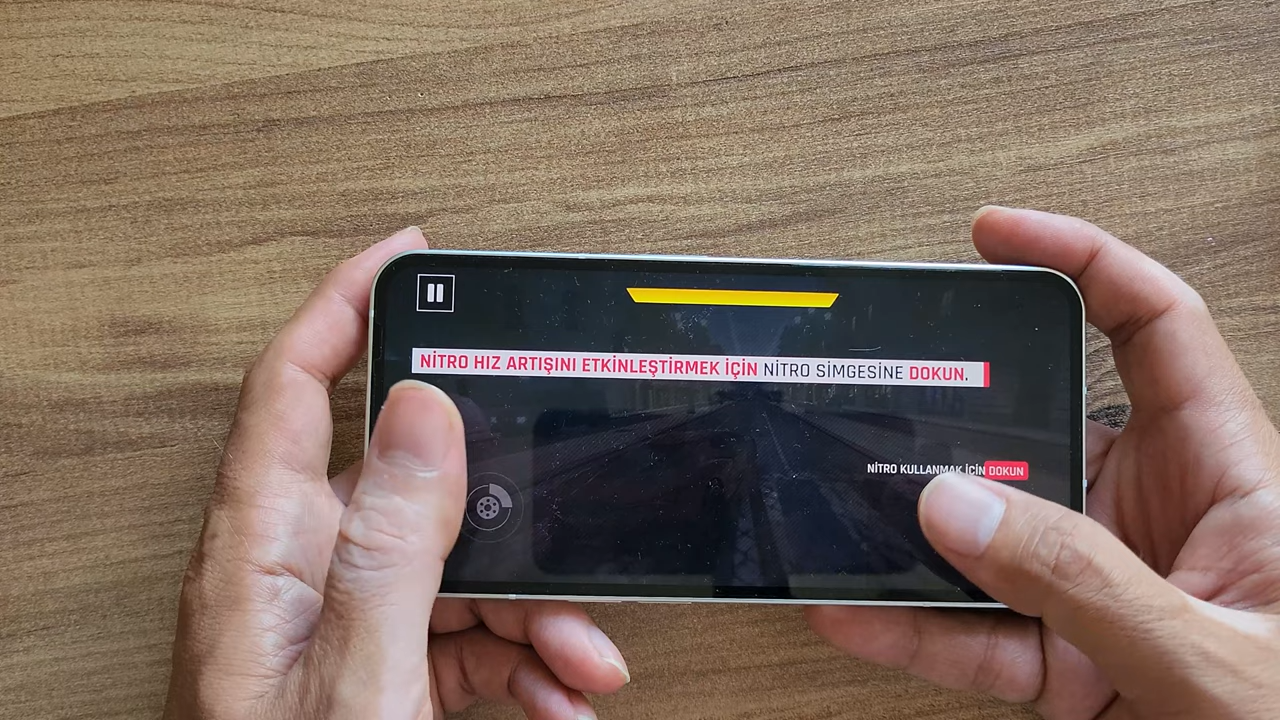 NİTRO HIZ ARTIŞINI ETKİNLEŞTİRMEK İÇİN NİTRO SİMGESİNE DOKUN.
NİTRO KULLANMAK İÇİN DOKUN